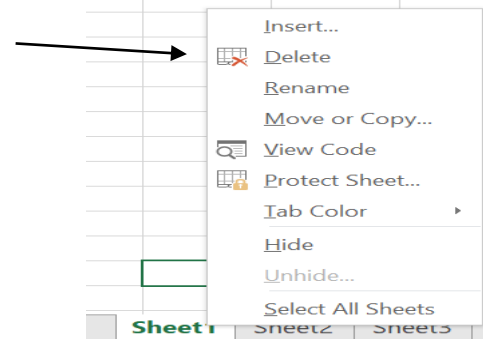 Insert...
Delete
Rename
Move or Copy...
View Code
Protect Sheet...
Tab Color
Hide
Unhide...
Select All Sheets
Sheet1 Sheet2 Sheet3